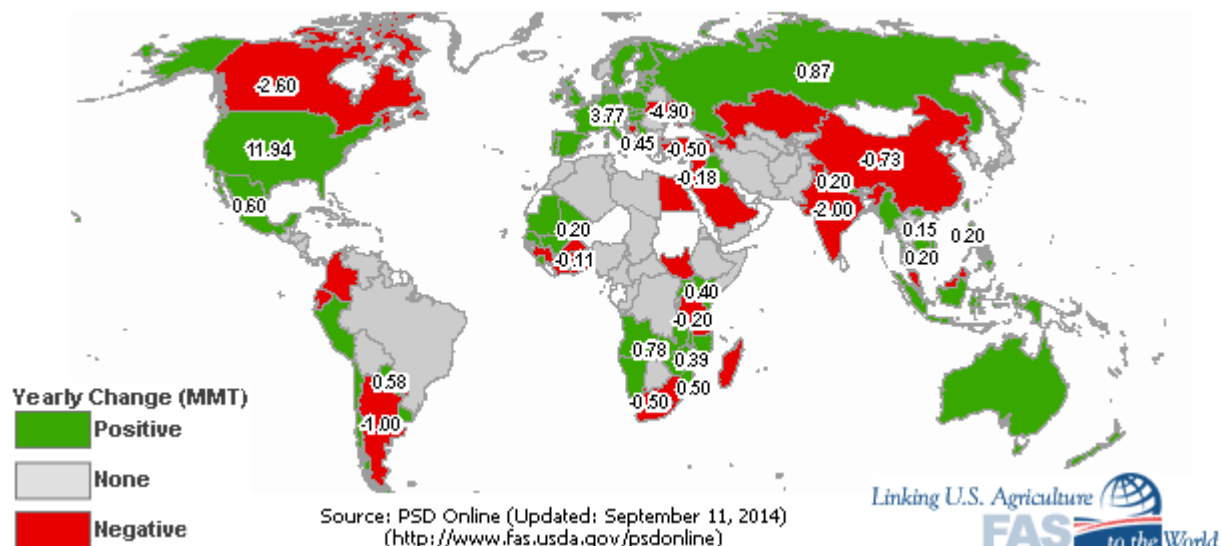 -2.60
0.87
11.94
3.77
-4.90
0.45
-0.50
-0.73
-0.18
0.20
0.60
-2.00
0.20
0.15
0.20
-0.11
0.20
0.40
-0.20
0.78
0.39
0.58
0.50
-0.50
-1.00
Yearly Change (MMT)
Positive
None
Negative
Source: PSD Online (Updated: September 11, 2014)
(http://www.fas.usda.gov/psdonline)
Linking U.S. Agriculture
FAS
to the World